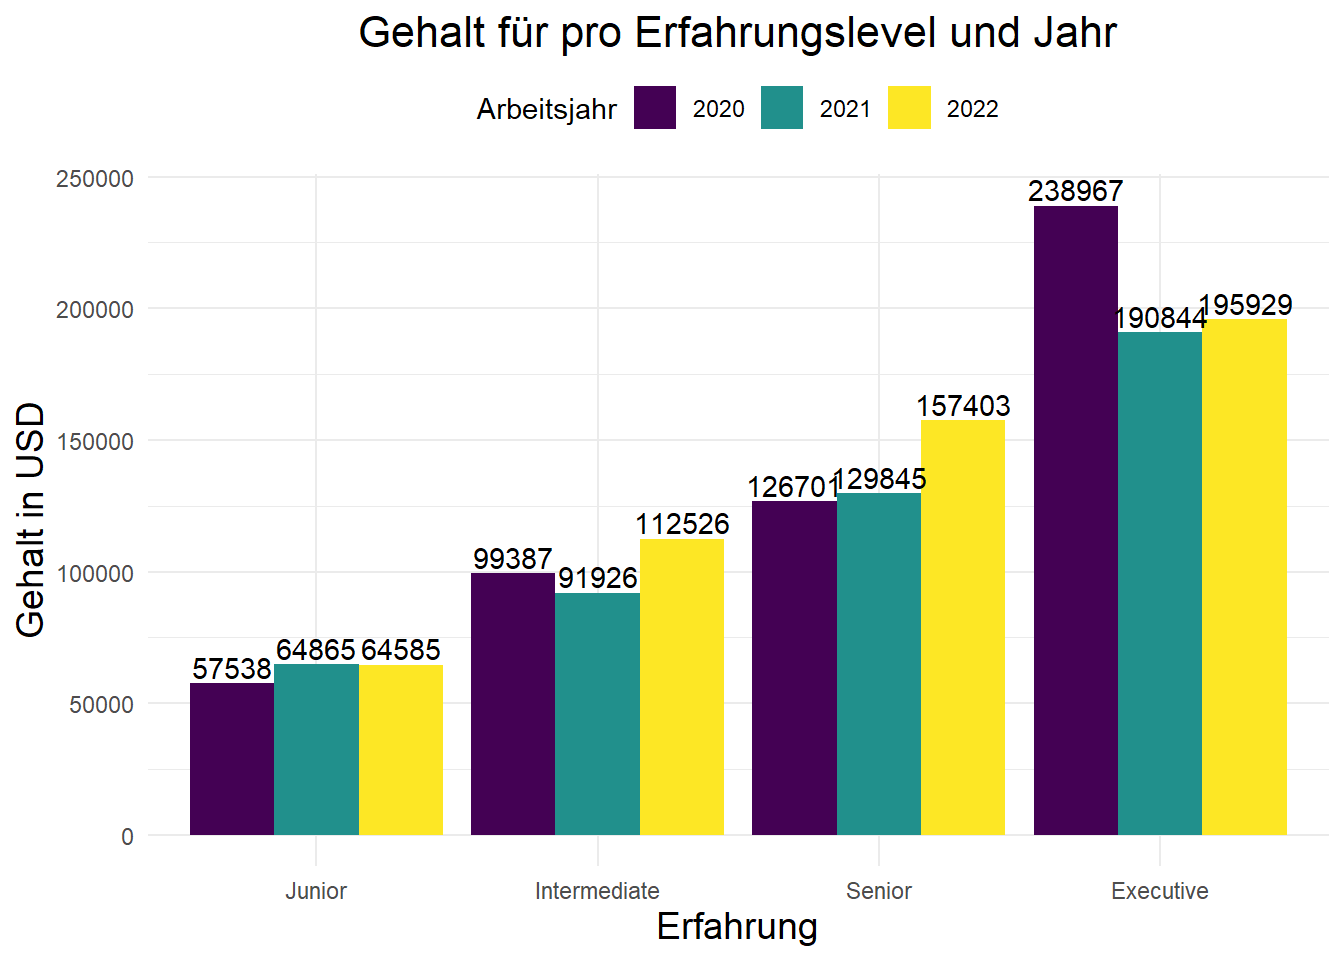 Gehalt für pro Erfahrungslevel und Jahr
Arbeitsjahr 2020 2021 2022
Gehalt in USD
250000
200000
150000
100000
50000
0
57538 64865 64585
99387 91926 112526
126701 129845 157403
238967 190844 195929
Junior Intermediate Senior Executive
Erfahrung